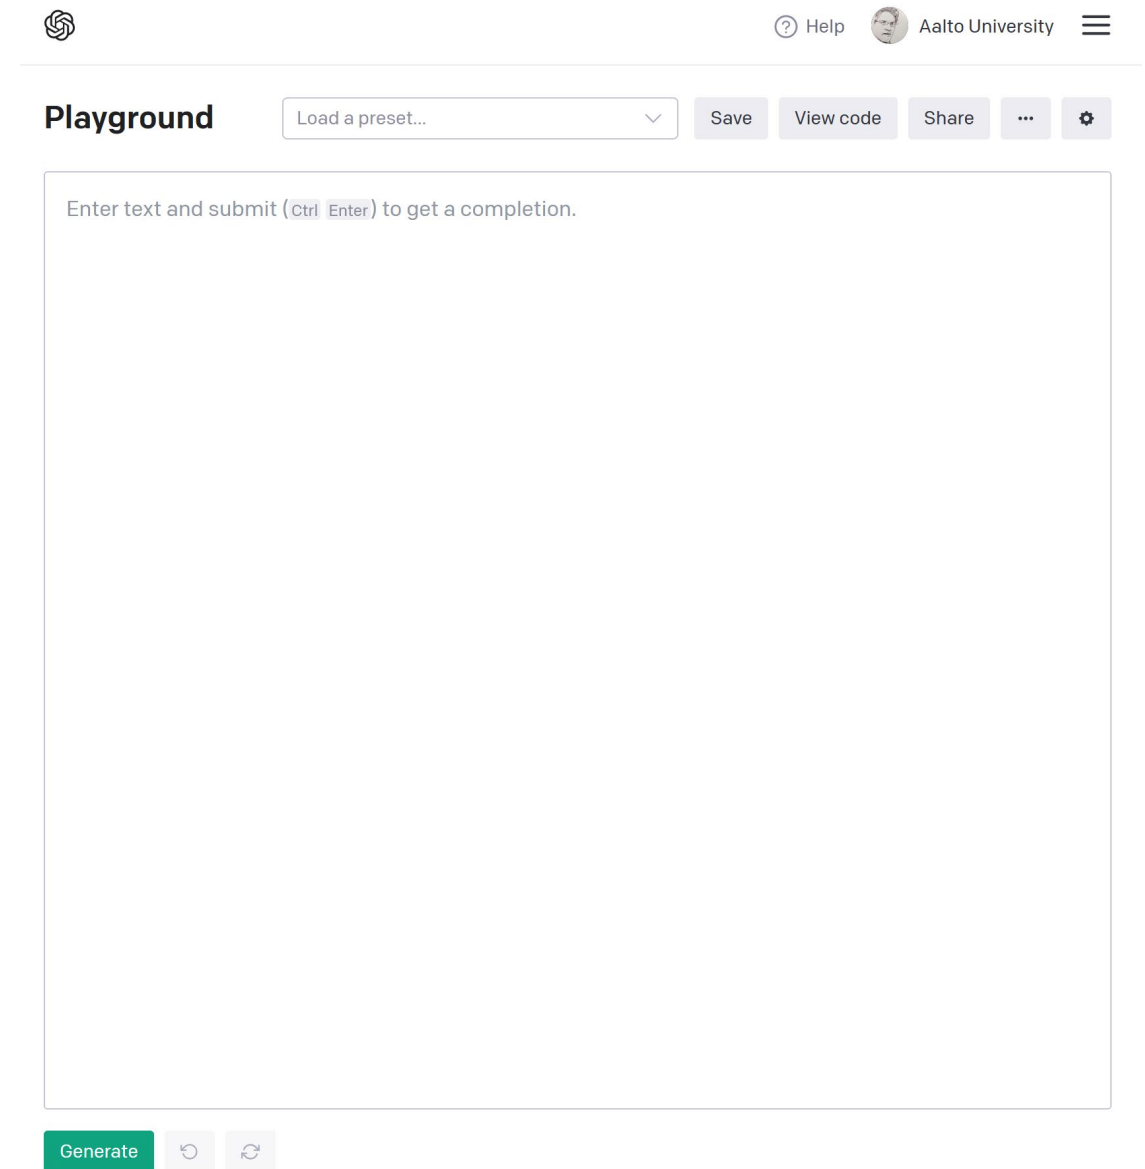 Help Aalto University
Playground Load a preset... Save View code Share ...
Enter text and submit (Ctrl Enter) to get a completion.
Generate